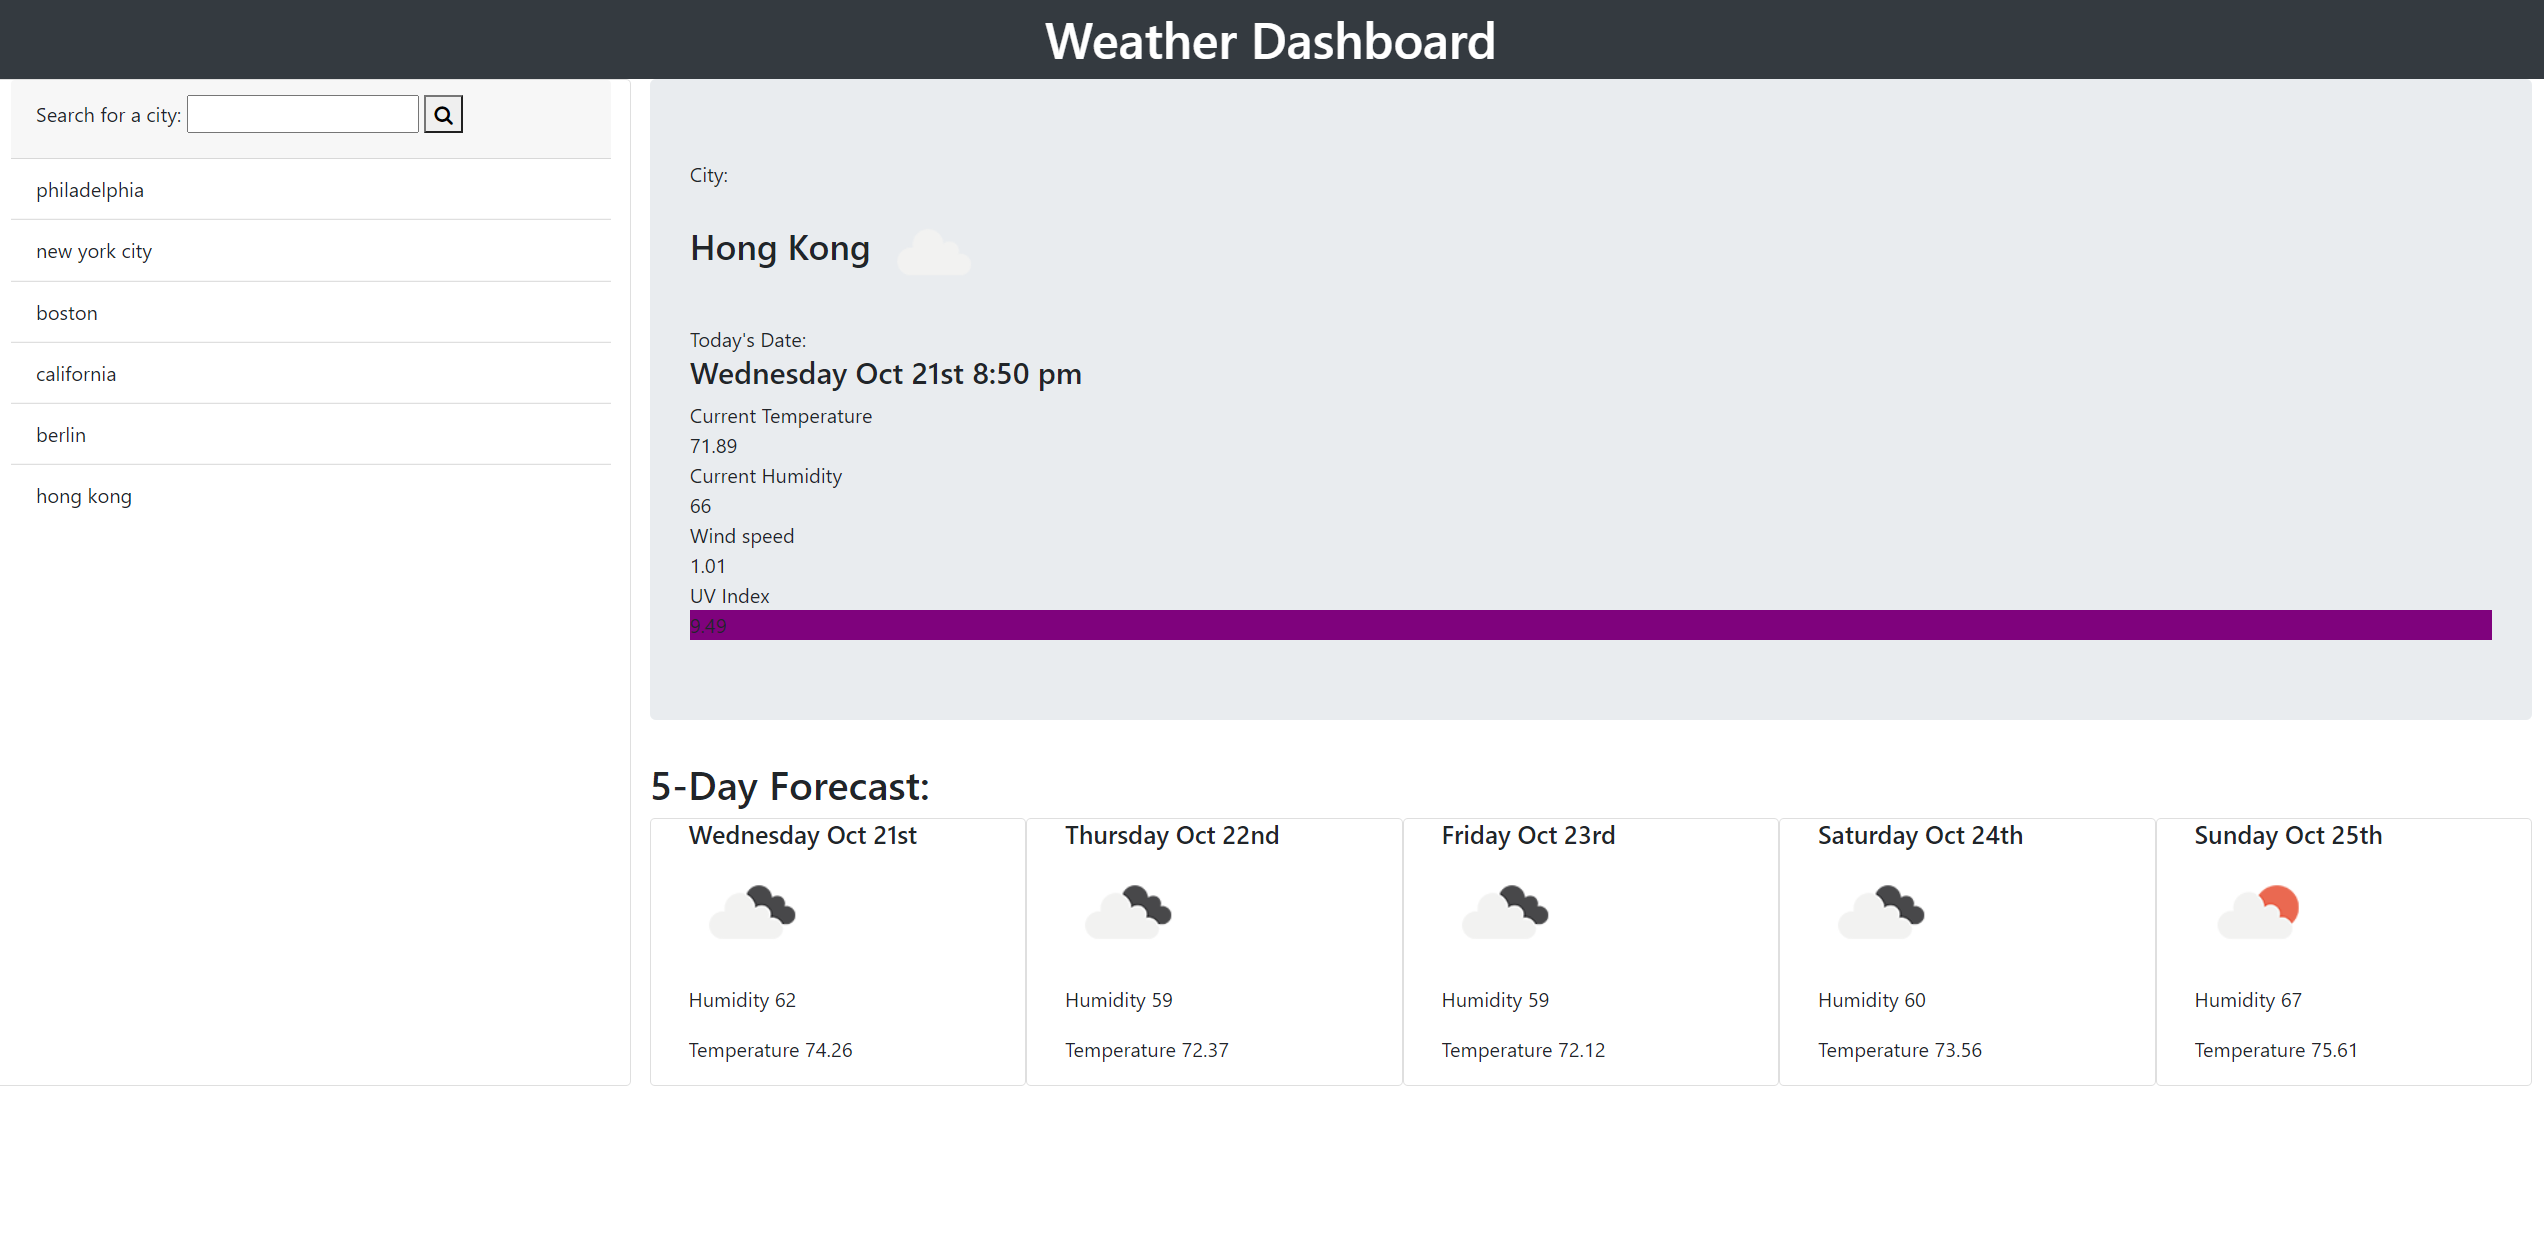 Weather Dashboard
Search for a city:
philadelphia
new york city
boston
california
berlin
hong kong
City:
Hong Kong
Today's Date:
Wednesday Oct 21st 8:50 pm
Current Temperature
71.89
Current Humidity
66
Wind speed
1.01
UV Index
9.49
5-Day Forecast:
Wednesday Oct 21st
Humidity 62
Temperature 74.26
Thursday Oct 22nd
Humidity 59
Temperature 72.37
Friday Oct 23rd
Humidity 59
Temperature 72.12
Saturday Oct 24th
Humidity 60
Temperature 73.56
Sunday Oct 25th
Humidity 67
Temperature 75.61